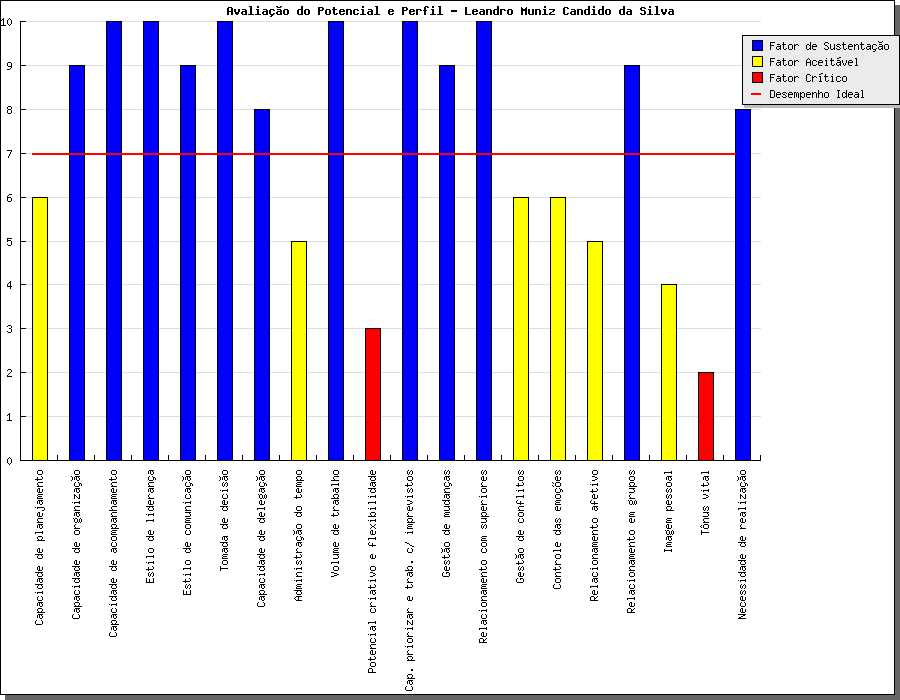 Avaliação do Potencial e Perfil - Leandro Muniz Candido da Silva
10
9
8
7
6
5
4
3
2
1
0
Fator de Sustentação
Fator Aceitável
Fator Crítico
Desempenho Ideal
Capacidade de planejamento
Capacidade de organização
Capacidade de acompanhamento
Estilo de liderança
Estilo de comunicação
Tomada de decisão
Capacidade de delegação
Administração do tempo
Volume de trabalho
Potencial criativo e flexibilidade
Cap. priorizar e trab. c/ imprevistos
Gestão de mudanças
Relacionamento com superiores
Gestão de conflitos
Controle das emoções
Relacionamento afetivo
Relacionamento em grupos
Imagem pessoal
Tônus vital
Necessidade de realização